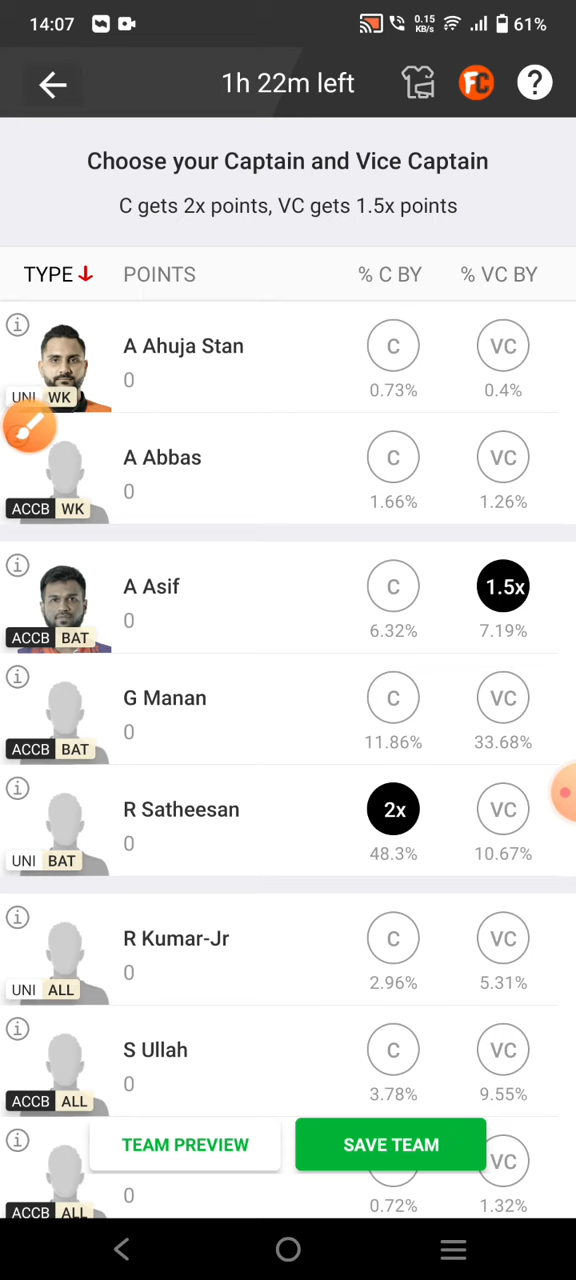 14:07
0.15
KB/s
61%
1h 22m left
FC
?
Choose your Captain and Vice Captain
C gets 2x points, VC gets 1.5x points
TYPE POINTS % C BY % VC BY
A Ahuja Stan
0
UNI WK
C
0.73%
VC
0.4%
A Abbas
0
ACCB WK
C
1.66%
VC
1.26%
A Asif
0
ACCB BAT
C
6.32%
1.5x
7.19%
G Manan
0
ACCB BAT
C
11.86%
VC
33.68%
R Satheesan
0
UNI BAT
2x
48.3%
VC
10.67%
R Kumar-Jr
0
UNI ALL
C
2.96%
VC
5.31%
S Ullah
0
ACCB ALL
C
3.78%
VC
9.55%
TEAM PREVIEW
SAVE TEAM
VC
0
ACCB ALL
0.72%
1.32%